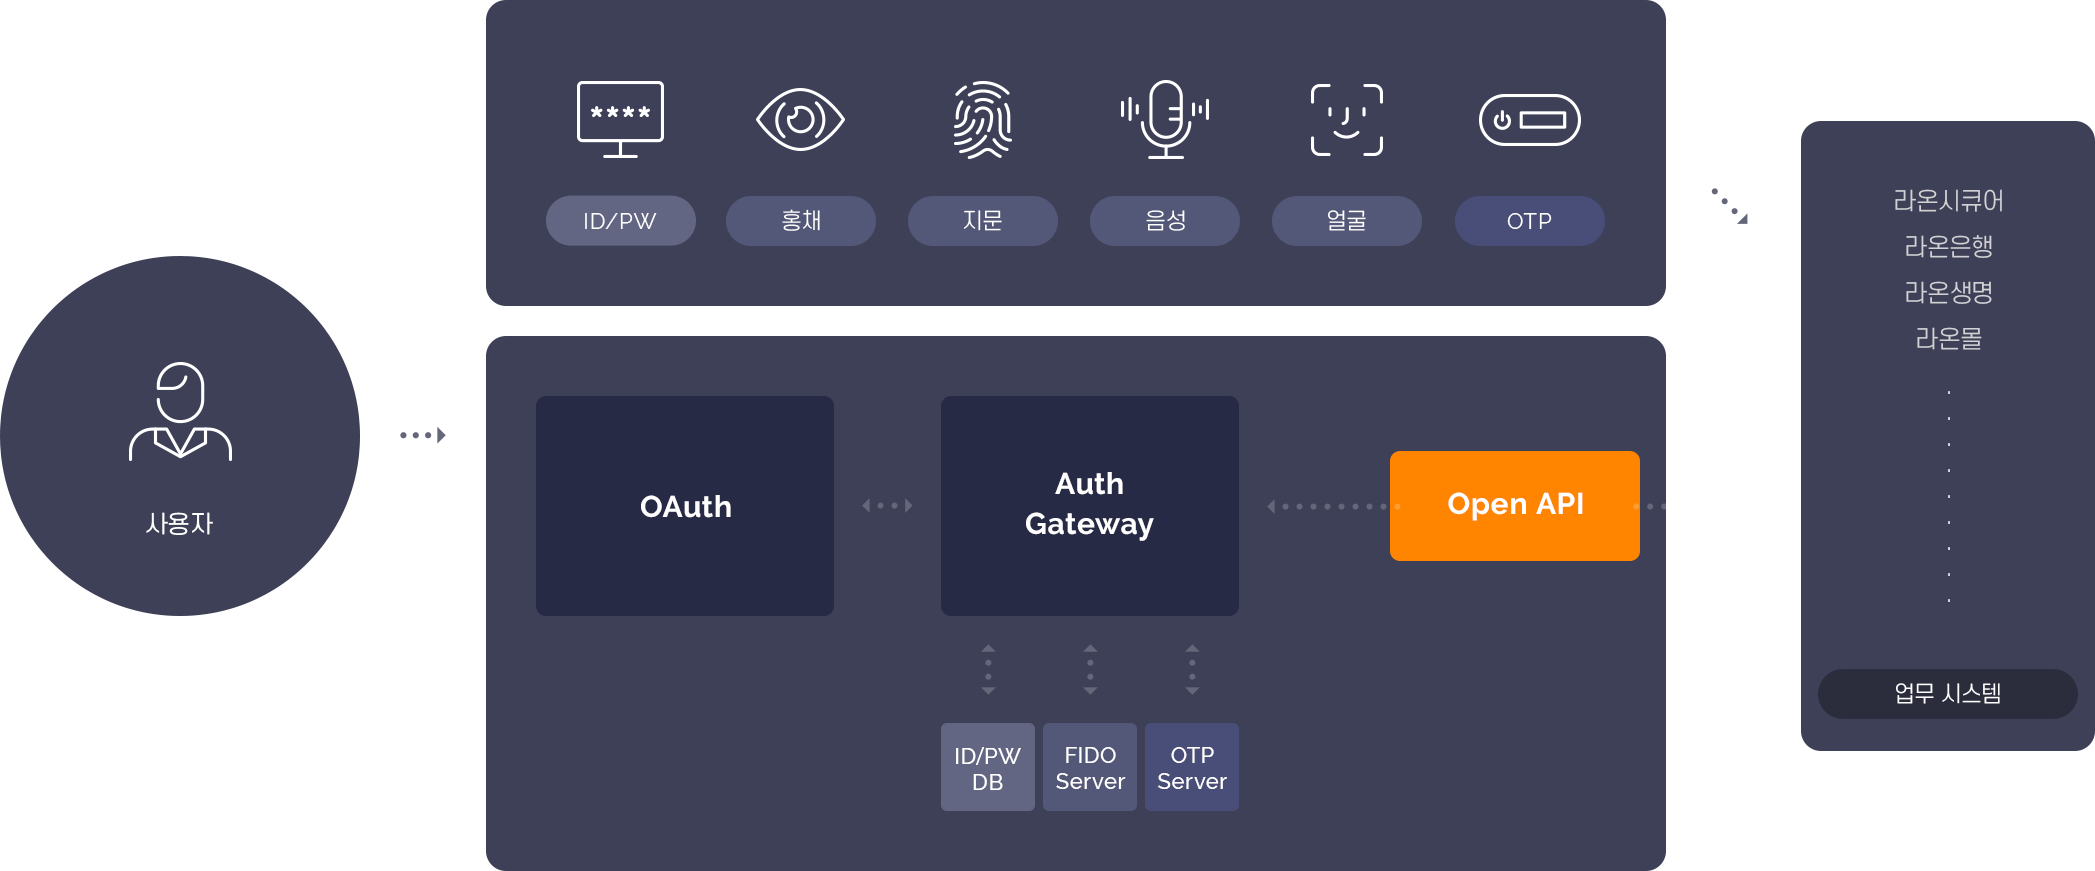 사용자
****
ID/PW
홍채
지문
음성
얼굴
OTP
OAuth
Auth
Gateway
Open API
ID/PW
DB
FIDO
Server
OTP
Server
라온시큐어
라온은행
라온생명
라온몰
업무 시스템